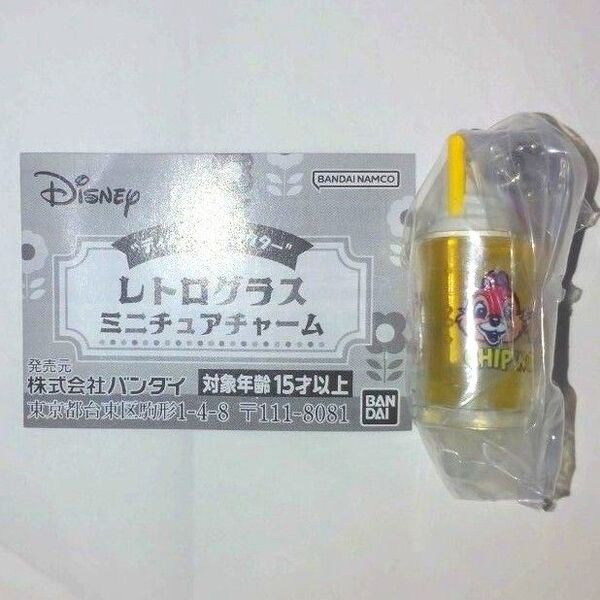 Disney
BANDAI NAMCO
レトログラス
ミニチュアチャーム
発売元
株式会社バンダイ 対象年齢15才以上
東京都台東区駒形1-4-8 〒111-8081
BAN
DAI
CHIP